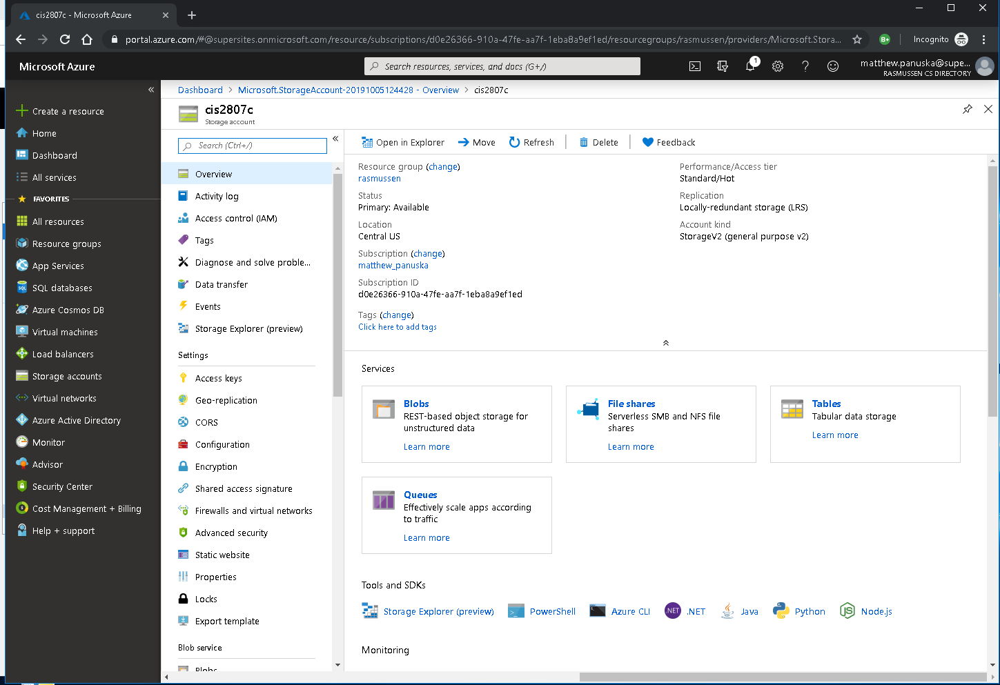 cis2807c - Microsoft Azure
portal.azure.com/#@supersites.onmicrosoft.com/resource/subscriptions/d0e26366-910a-47fe-aa7f-1eba8a9ef1ed/resourcegroups/rasmussen/providers/Microsoft.Stora...
B+
Incognito
Microsoft Azure
Search resources, services, and docs (G+/)
1
matthew.panuska@supe...
RASMUSSEN CS DIRECTORY
Create a resource
Home
Dashboard
All services
FAVORITES
All resources
Resource groups
App Services
SQL databases
Azure Cosmos DB
Virtual machines
Load balancers
Storage accounts
Virtual networks
Azure Active Directory
Monitor
Advisor
Security Center
Cost Management + Billing
Help + support
Dashboard > Microsoft.StorageAccount-20191005124428 - Overview > cis2807c
cis2807c
Storage account
Search (Ctrl+/)
Overview
Activity log
Access control (IAM)
Tags
Diagnose and solve proble...
Data transfer
Events
Storage Explorer (preview)
Settings
Access keys
Geo-replication
CORS
Configuration
Encryption
Shared access signature
Firewalls and virtual networks
Advanced security
Static website
Properties
Locks
Export template
Blob service
Blobs
Open in Explorer
Move
Refresh
Delete
Feedback
Resource group (change)
rasmussen
Status
Primary: Available
Location
Central US
Subscription (change)
matthew_panuska
Subscription ID
d0e26366-910a-47fe-aa7f-1eba8a9ef1ed
Tags (change)
Click here to add tags
Performance/Access tier
Standard/Hot
Replication
Locally-redundant storage (LRS)
Account kind
StorageV2 (general purpose v2)
Services
Blobs
REST-based object storage for
unstructured data
Learn more
File shares
Serverless SMB and NFS file
shares
Learn more
Tables
Tabular data storage
Learn more
Queues
Effectively scale apps according
to traffic
Learn more
Tools and SDKs
Storage Explorer (preview)
PowerShell
Azure CLI
NET
.NET
Java
Python
Node.js
Monitoring